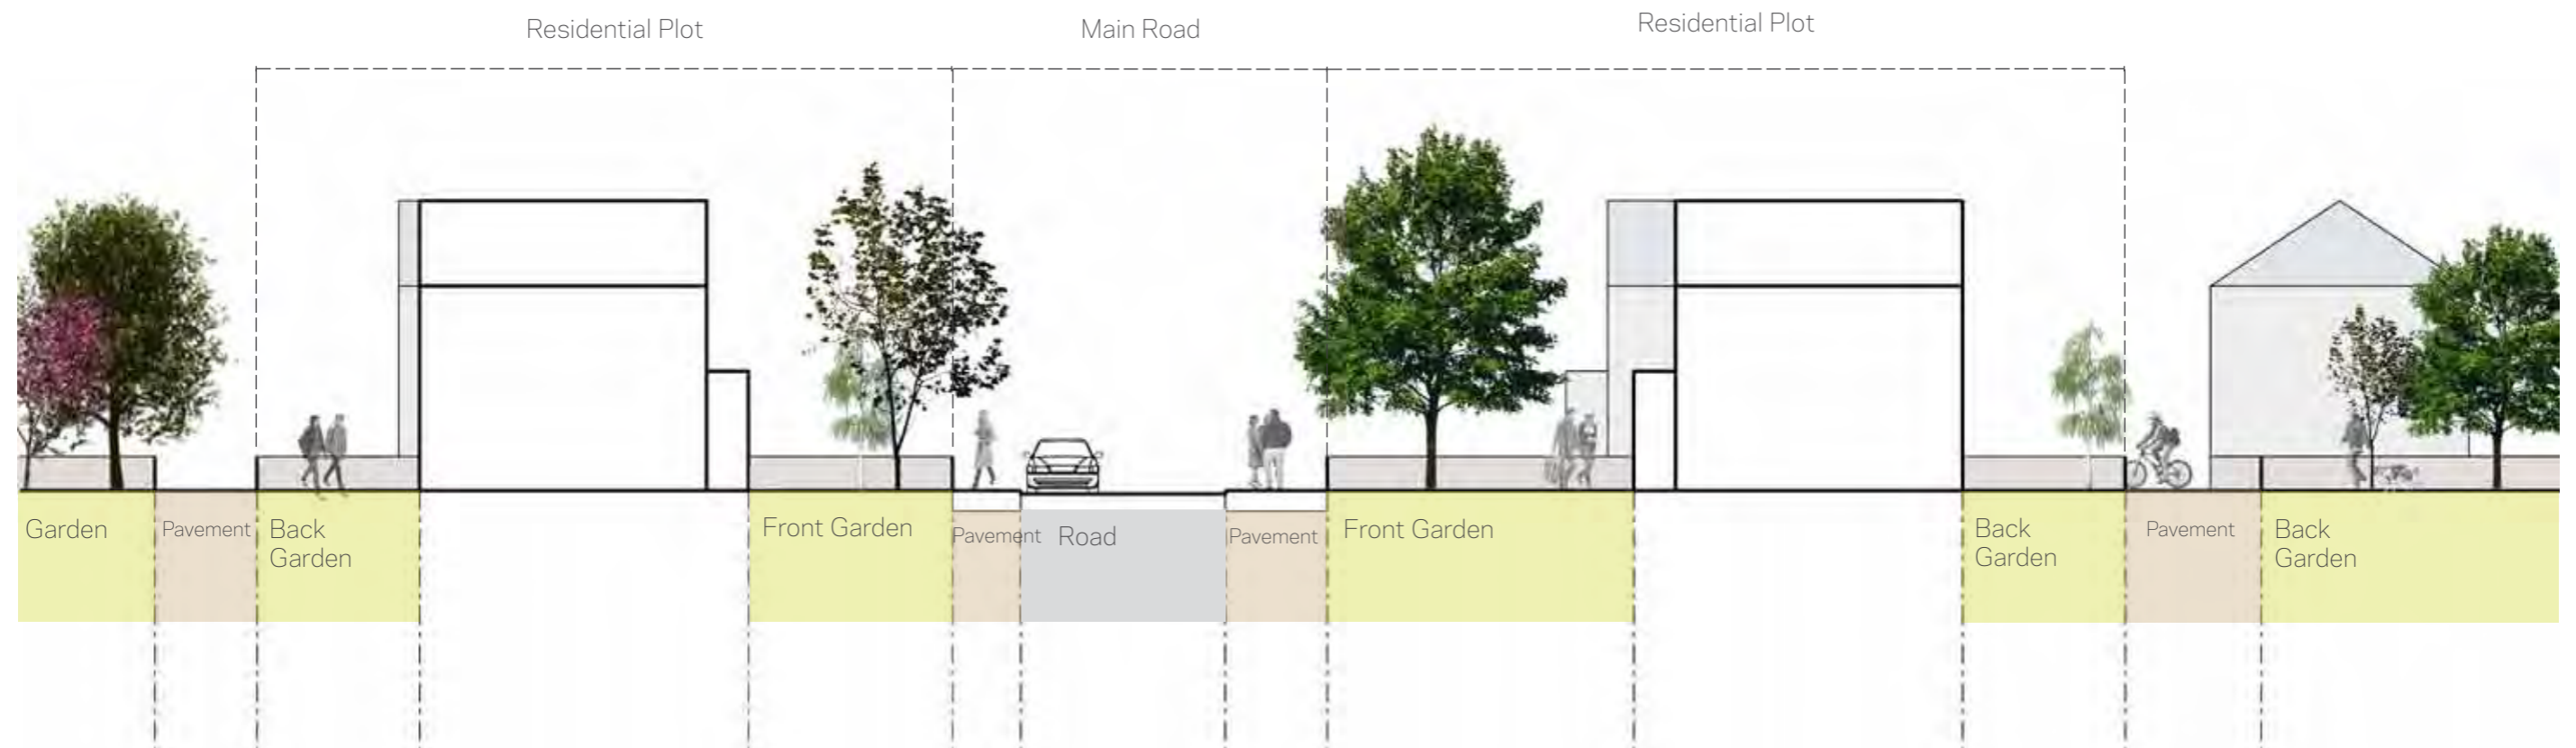 Residential Plot
Main Road
Residential Plot
Garden
Pavement
Back
Garden
Front Garden
Pavement
Road
Pavement
Front Garden
Back
Garden
Pavement
Back
Garden